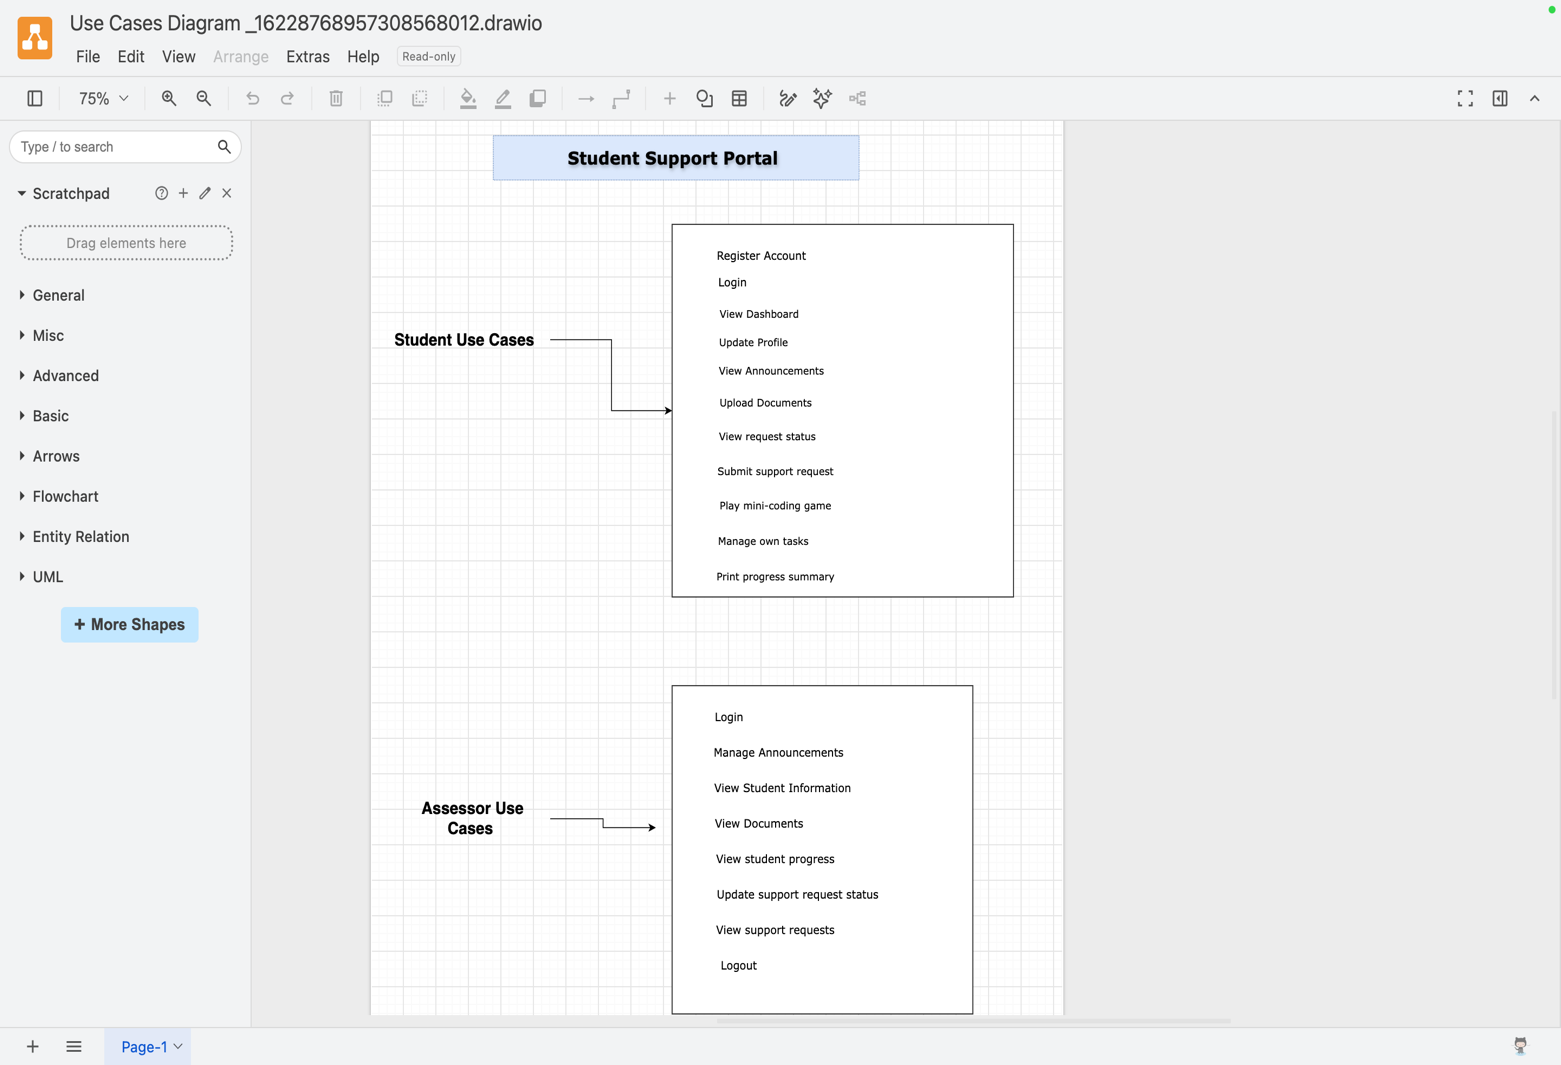 Use Cases Diagram _16228768957308568012.drawio
File Edit View Arrange Extras Help Read-only
75%
Type / to search
Scratchpad
Drag elements here
General
Misc
Advanced
Basic
Arrows
Flowchart
Entity Relation
UML
+ More Shapes
Student Support Portal
Student Use Cases
Register Account
Login
View Dashboard
Update Profile
View Announcements
Upload Documents
View request status
Submit support request
Play mini-coding game
Manage own tasks
Print progress summary
Assessor Use
Cases
Login
Manage Announcements
View Student Information
View Documents
View student progress
Update support request status
View support requests
Logout
Page-1